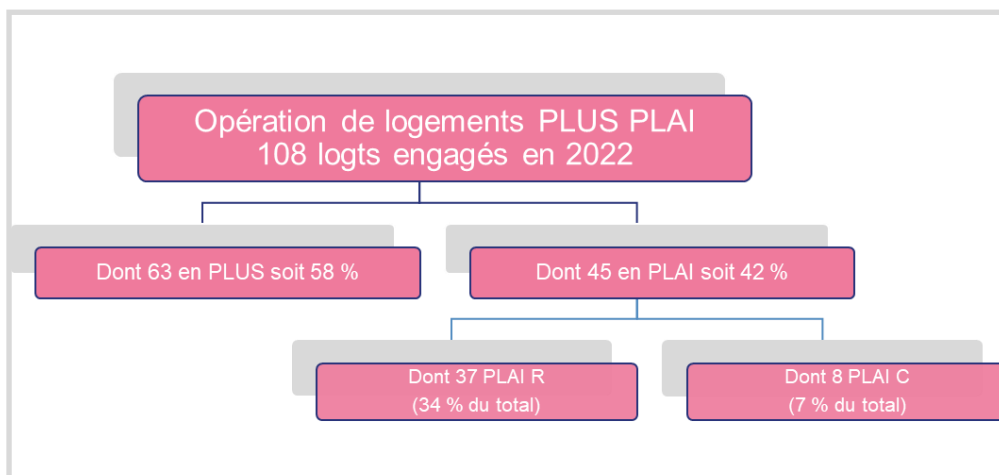 Opération de logements PLUS PLAI
108 logts engagés en 2022
Dont 63 en PLUS soit 58 %
Dont 45 en PLAI soit 42 %
Dont 37 PLAI R
(34 % du total)
Dont 8 PLAI C
(7 % du total)